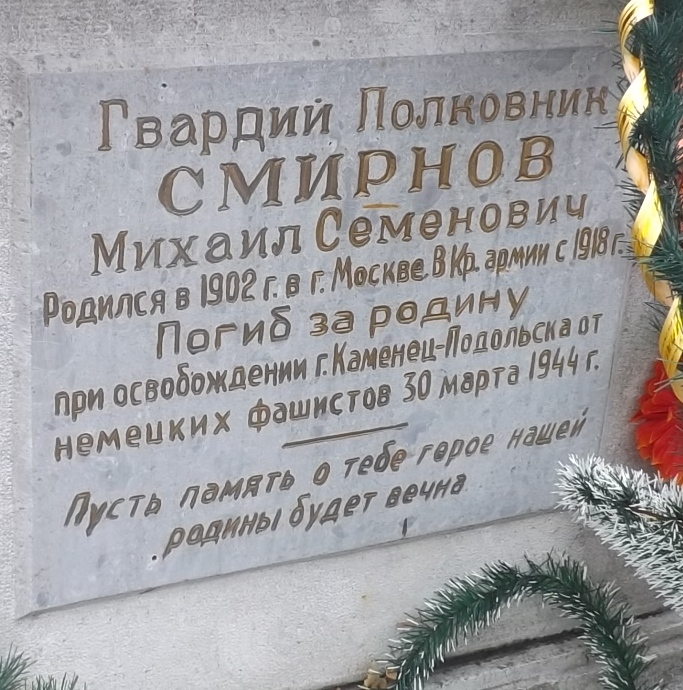 Гвардий Полковник
СМИРНОВ
Михаил Семенович
Родился в 1902 г. в г. Москве. В Кр. армии с 1918 г.
Погиб за родину
при освобождении г. Каменец-Подольска от
немецких фашистов 30 марта 1944 г.
Пусть память о тебе герое нашей
родины будет вечна